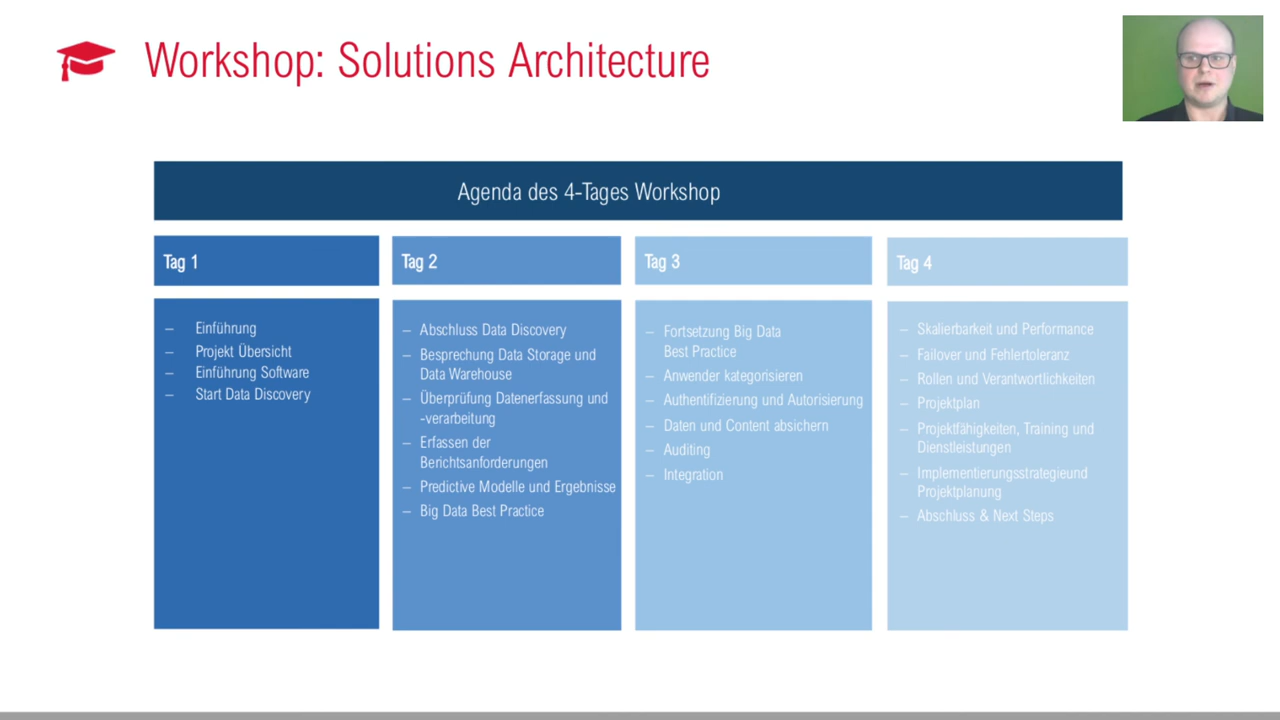 Workshop: Solutions Architecture
Agenda des 4-Tages Workshop
Tag 1
– Einführung
– Projekt Übersicht
– Einführung Software
– Start Data Discovery
Tag 2
– Abschluss Data Discovery
– Besprechung Data Storage und
Data Warehouse
– Überprüfung Datenerfassung und
-verarbeitung
– Erfassen der
Berichtsanforderungen
– Predictive Modelle und Ergebnisse
– Big Data Best Practice
Tag 3
– Fortsetzung Big Data
Best Practice
– Anwender kategorisieren
– Authentifizierung und Autorisierung
– Daten und Content absichern
– Auditing
– Integration
Tag 4
– Skalierbarkeit und Performance
– Failover und Fehlertoleranz
– Rollen und Verantwortlichkeiten
– Projektplan
– Projektfähigkeiten, Training und
Dienstleistungen
– Implementierungsstrategieund
Projektplanung
– Abschluss & Next Steps